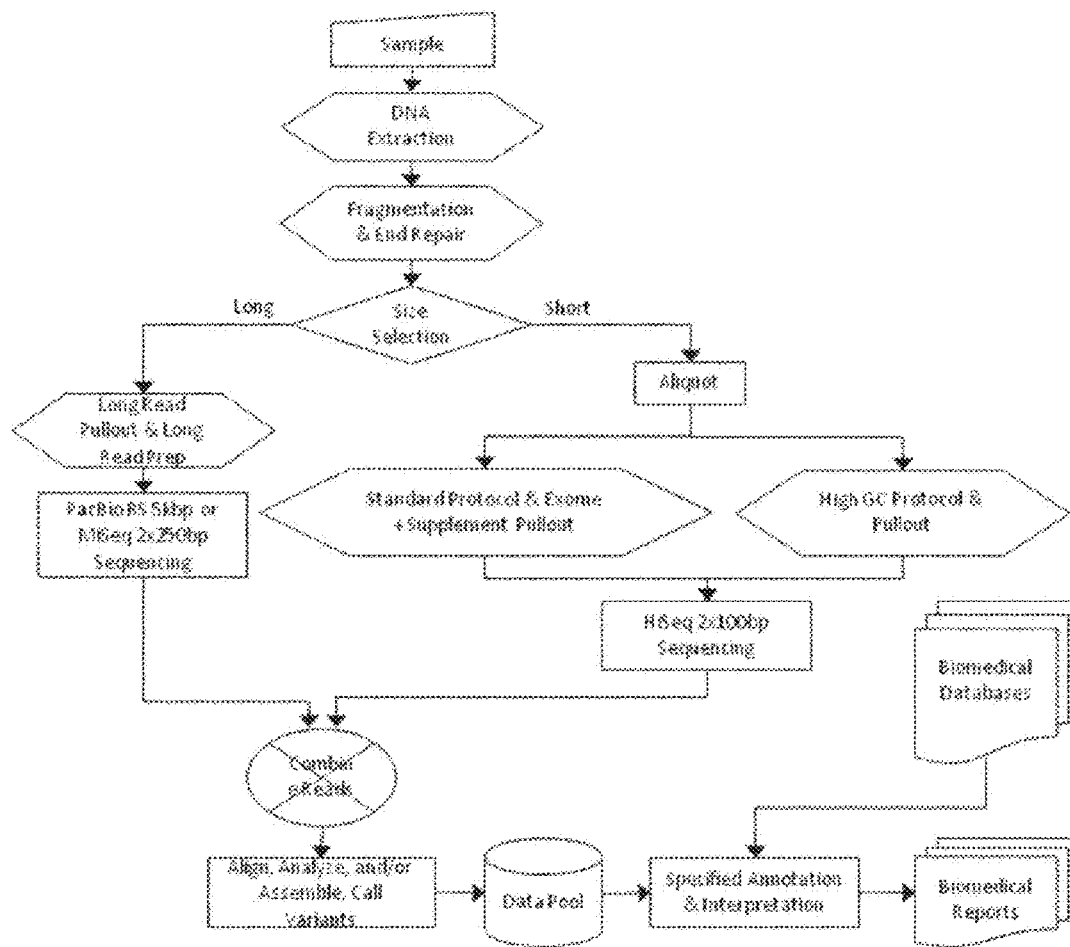 Sample
DNA
Extraction
Fragmentation
& End Repair
Long
Size
Selection
Short
Aliquot
Long Read
Pullout & Long
Read Prep
Standard Protocol & Exome
+Supplement Pullout
High GC Protocol &
Pullout
PacBio RS 5kbp or
MiSeq 2x250bp
Sequencing
HiSeq 2x100bp
Sequencing
Biomedical
Databases
Combin
eReads
Align, Analyze, and/or
Assemble, Call
Variants
Data Pool
Specified Annotation
& Interpretation
Biomedical
Reports